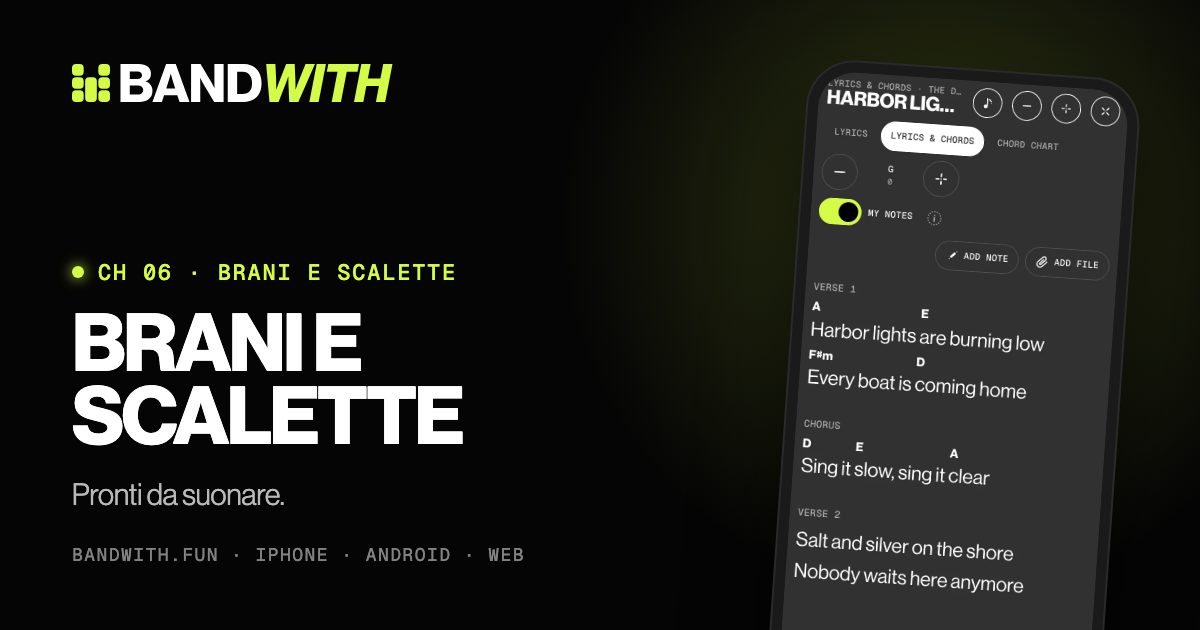 BANDWITH
CH 06 · BRANI E SCALETTE
BRANI E
SCALETTE
Pronti da suonare.
BANDWITH.FUN · IPHONE · ANDROID · WEB
LYRICS & CHORDS · THE D…
HARBOR LIG…
LYRICS
LYRICS & CHORDS
CHORD CHART
G
0
MY NOTES
ADD NOTE
ADD FILE
VERSE 1
A E
Harbor lights are burning low
F#m D
Every boat is coming home
CHORUS
D E A
Sing it slow, sing it clear
VERSE 2
Salt and silver on the shore
Nobody waits here anymore